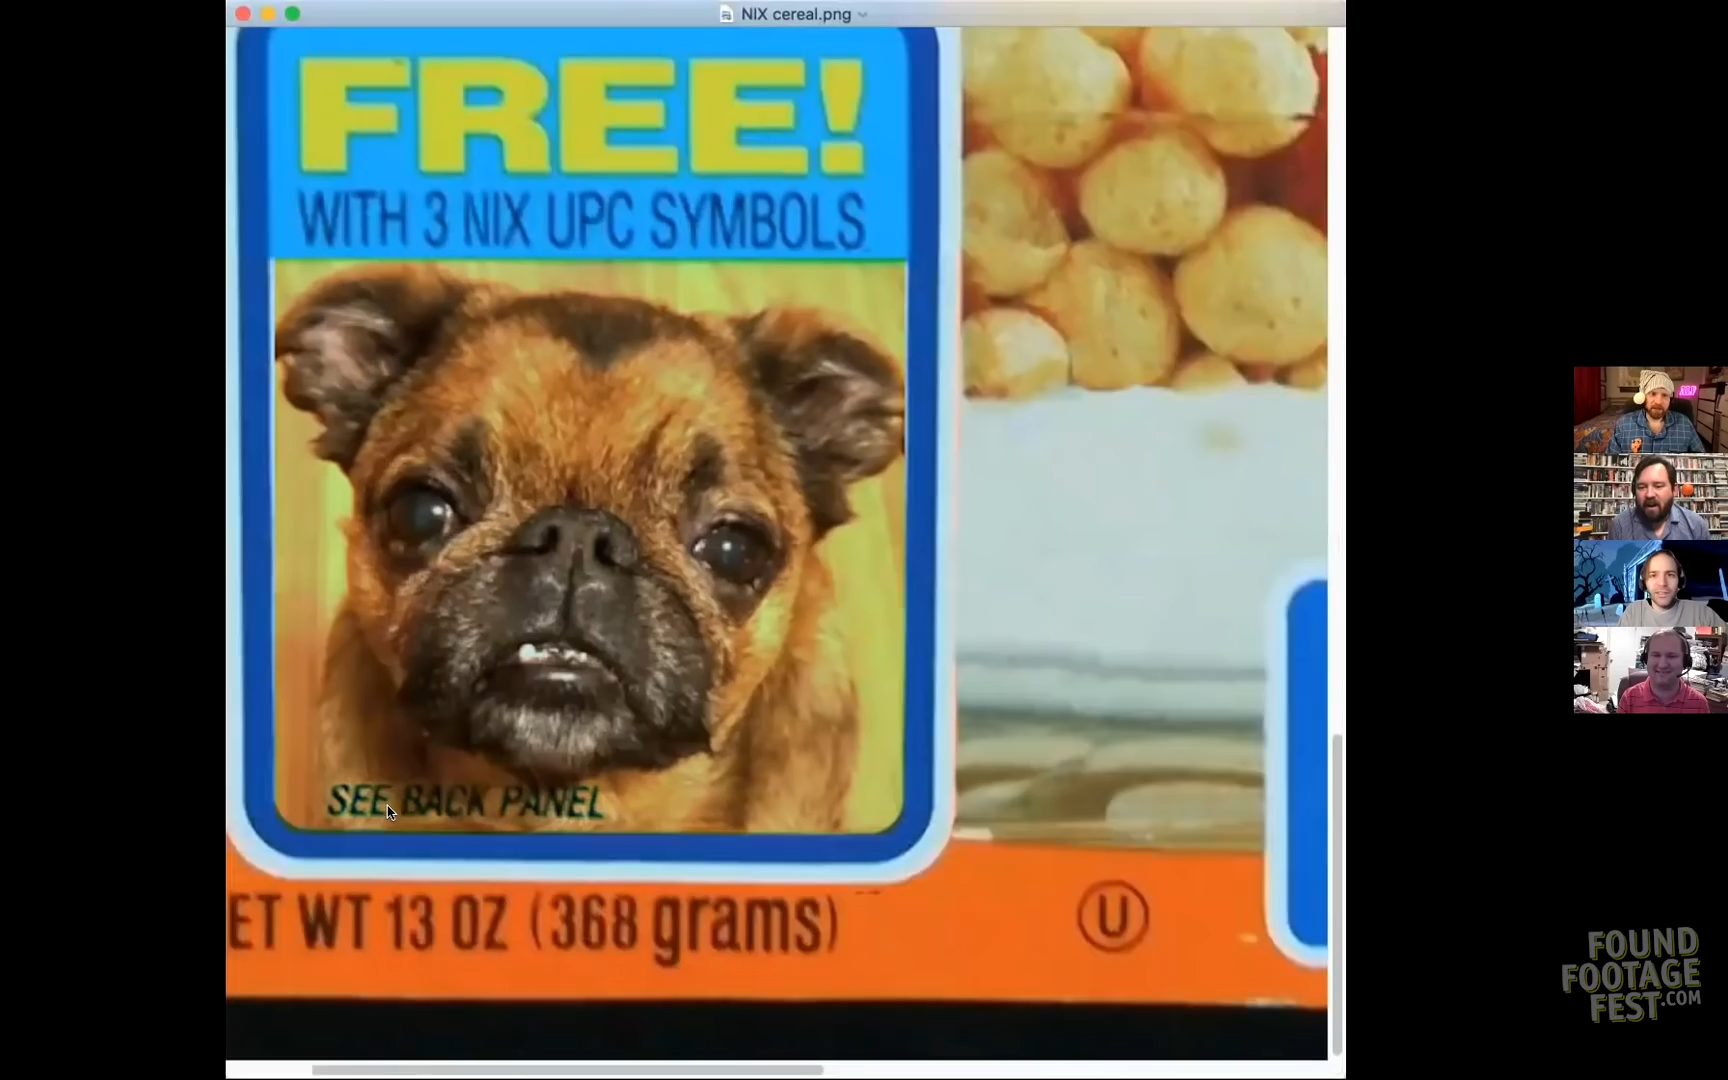 NIX cereal.png
FREE!
WITH 3 NIX UPC SYMBOLS
SEE BACK PANEL
ET WT 13 OZ (368 grams)
U
FOUND
FOOTAGE
FEST.COM